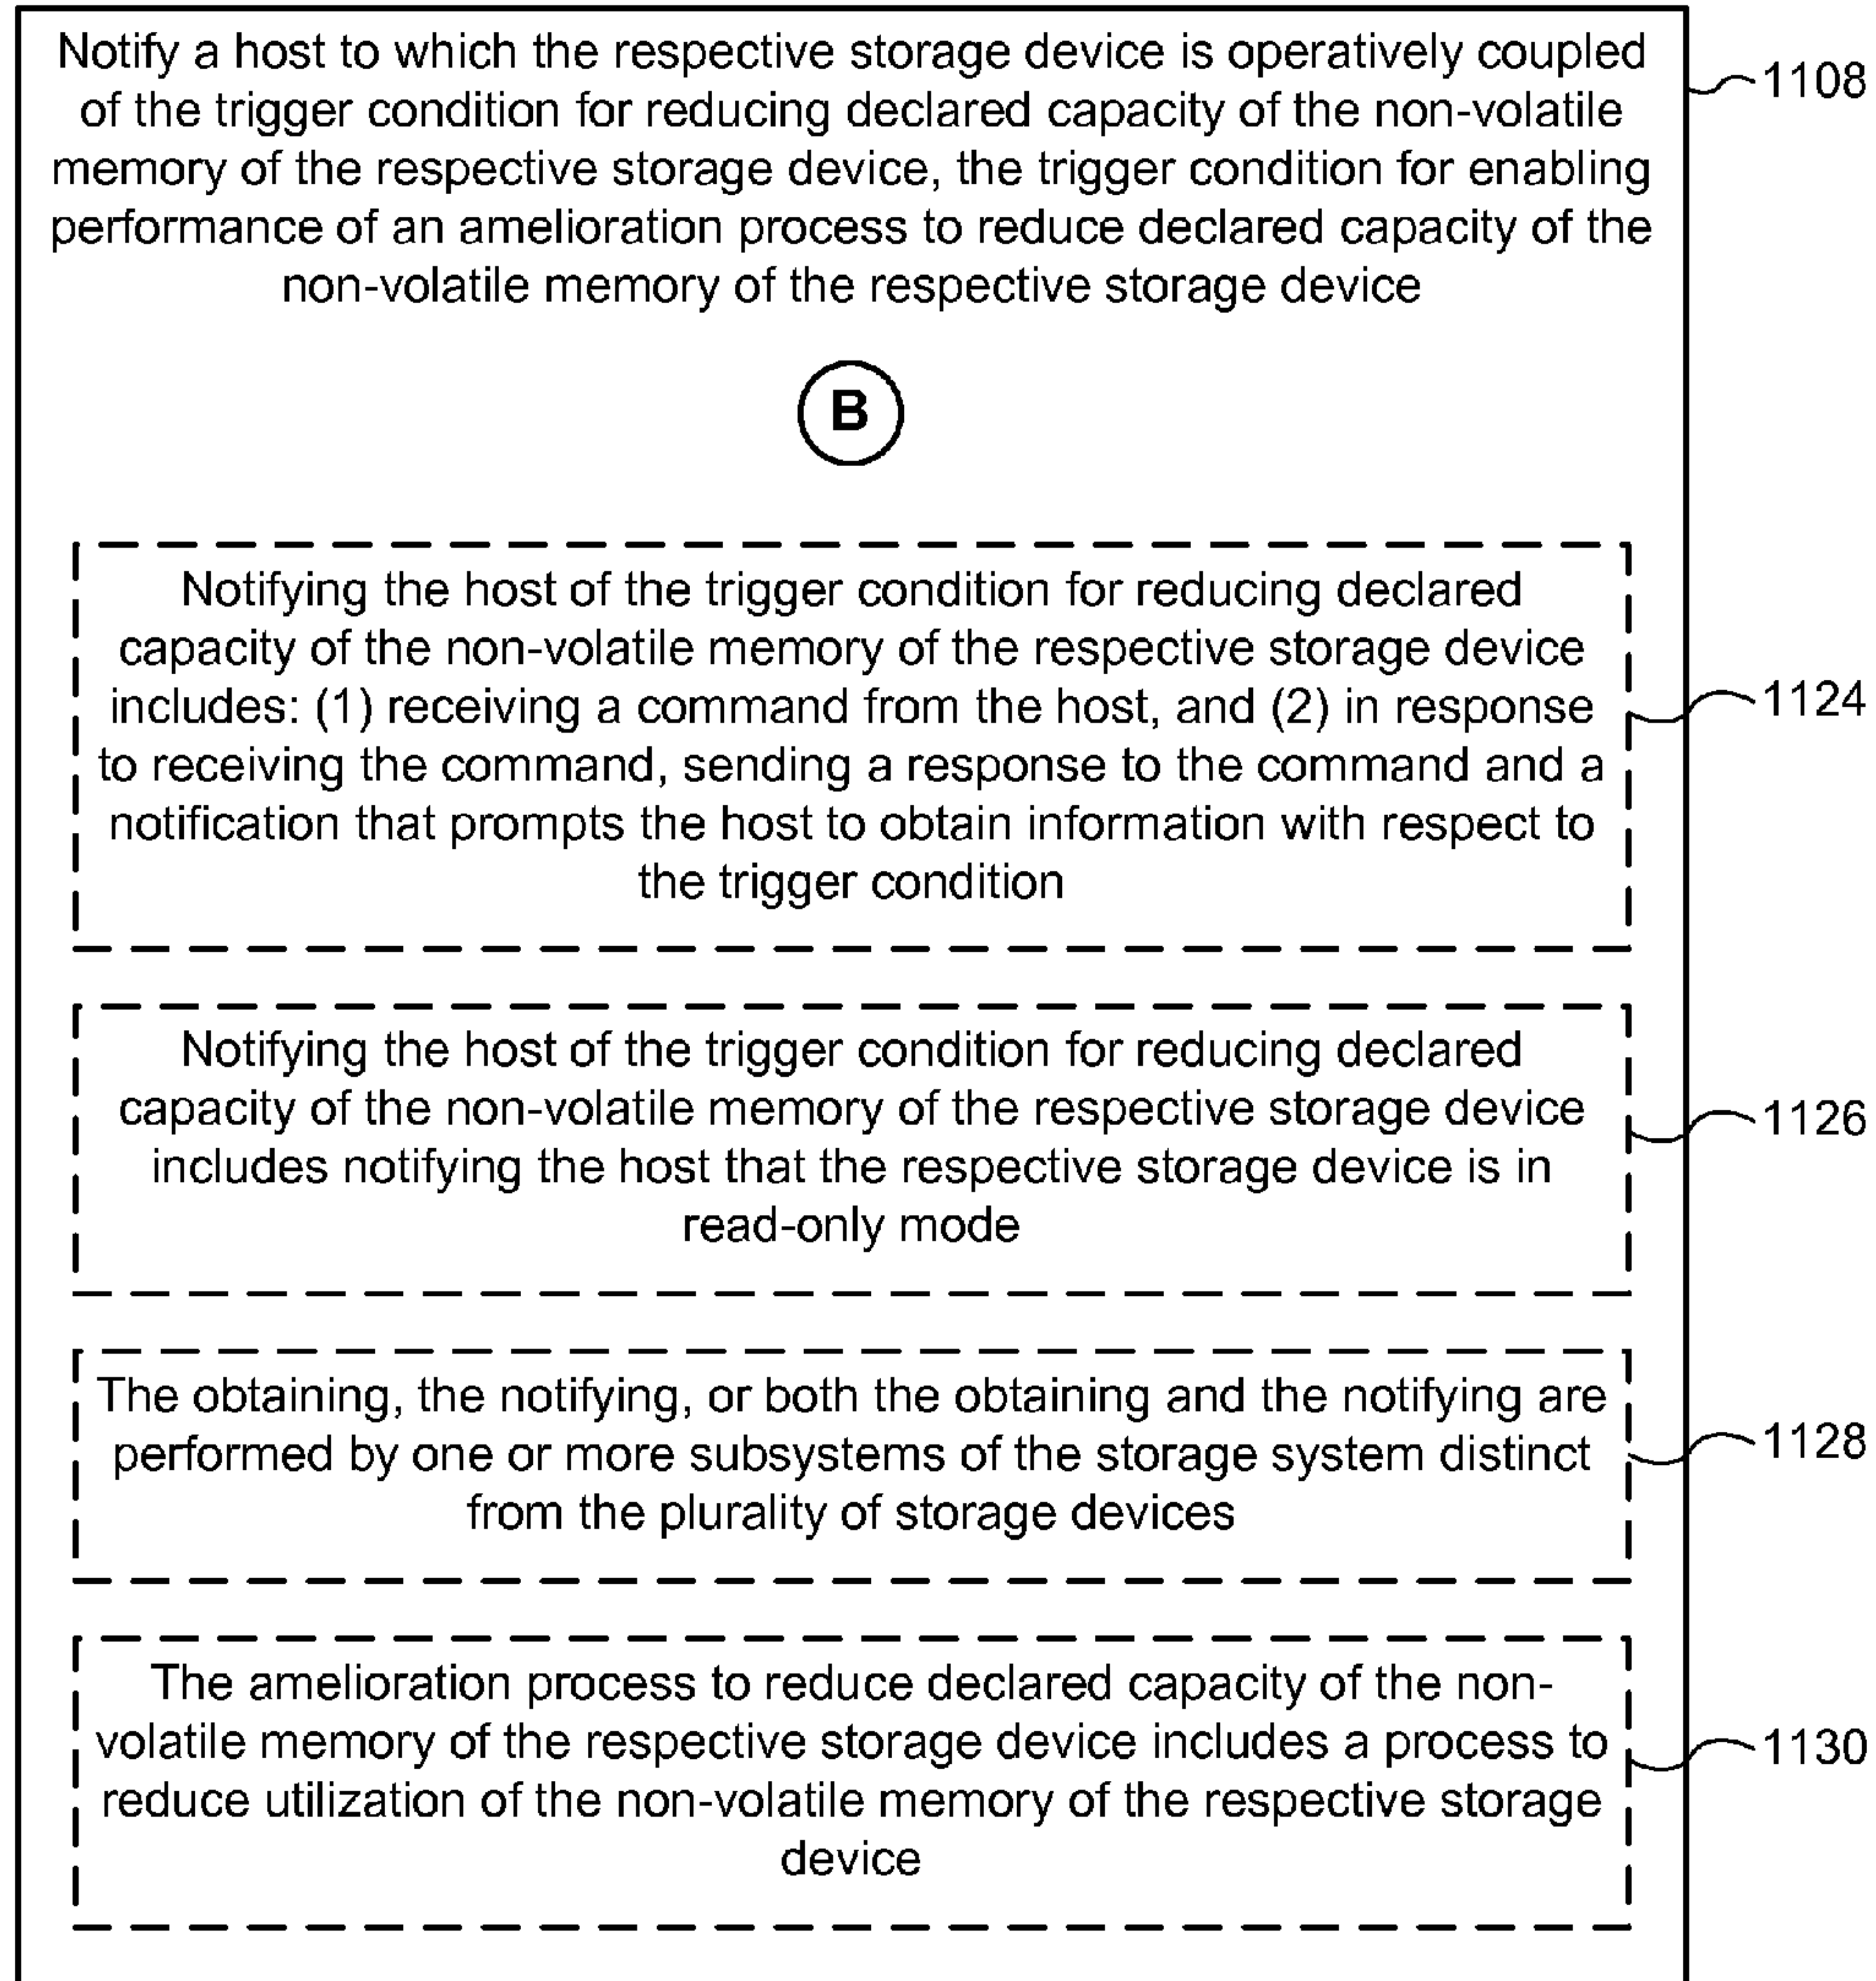 Notify a host to which the respective storage device is operatively coupled
of the trigger condition for reducing declared capacity of the non-volatile
memory of the respective storage device, the trigger condition for enabling
performance of an amelioration process to reduce declared capacity of the
non-volatile memory of the respective storage device
1108
B
Notifying the host of the trigger condition for reducing declared
capacity of the non-volatile memory of the respective storage device
includes: (1) receiving a command from the host, and (2) in response
to receiving the command, sending a response to the command and a
notification that prompts the host to obtain information with respect to
the trigger condition
1124
Notifying the host of the trigger condition for reducing declared
capacity of the non-volatile memory of the respective storage device
includes notifying the host that the respective storage device is in
read-only mode
1126
The obtaining, the notifying, or both the obtaining and the notifying are
performed by one or more subsystems of the storage system distinct
from the plurality of storage devices
1128
The amelioration process to reduce declared capacity of the non-
volatile memory of the respective storage device includes a process to
reduce utilization of the non-volatile memory of the respective storage
device
1130